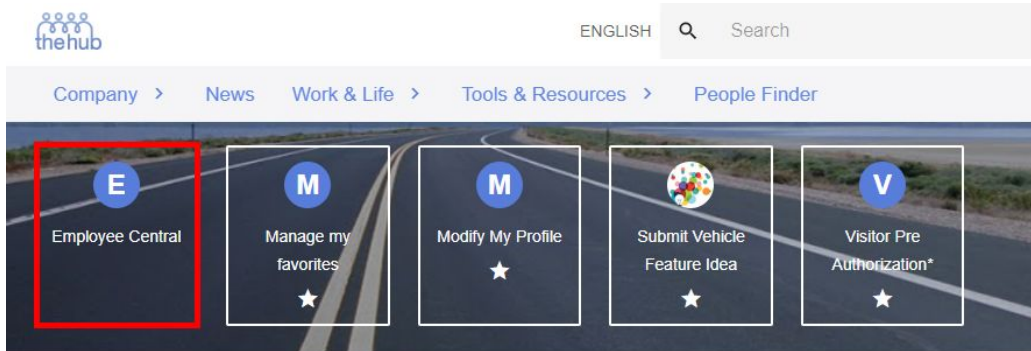 thehub
ENGLISH
Search
Company > News Work & Life > Tools & Resources > People Finder
E
Employee Central
M
Manage my
favorites
M
Modify My Profile
Submit Vehicle
Feature Idea
V
Visitor Pre
Authorization*